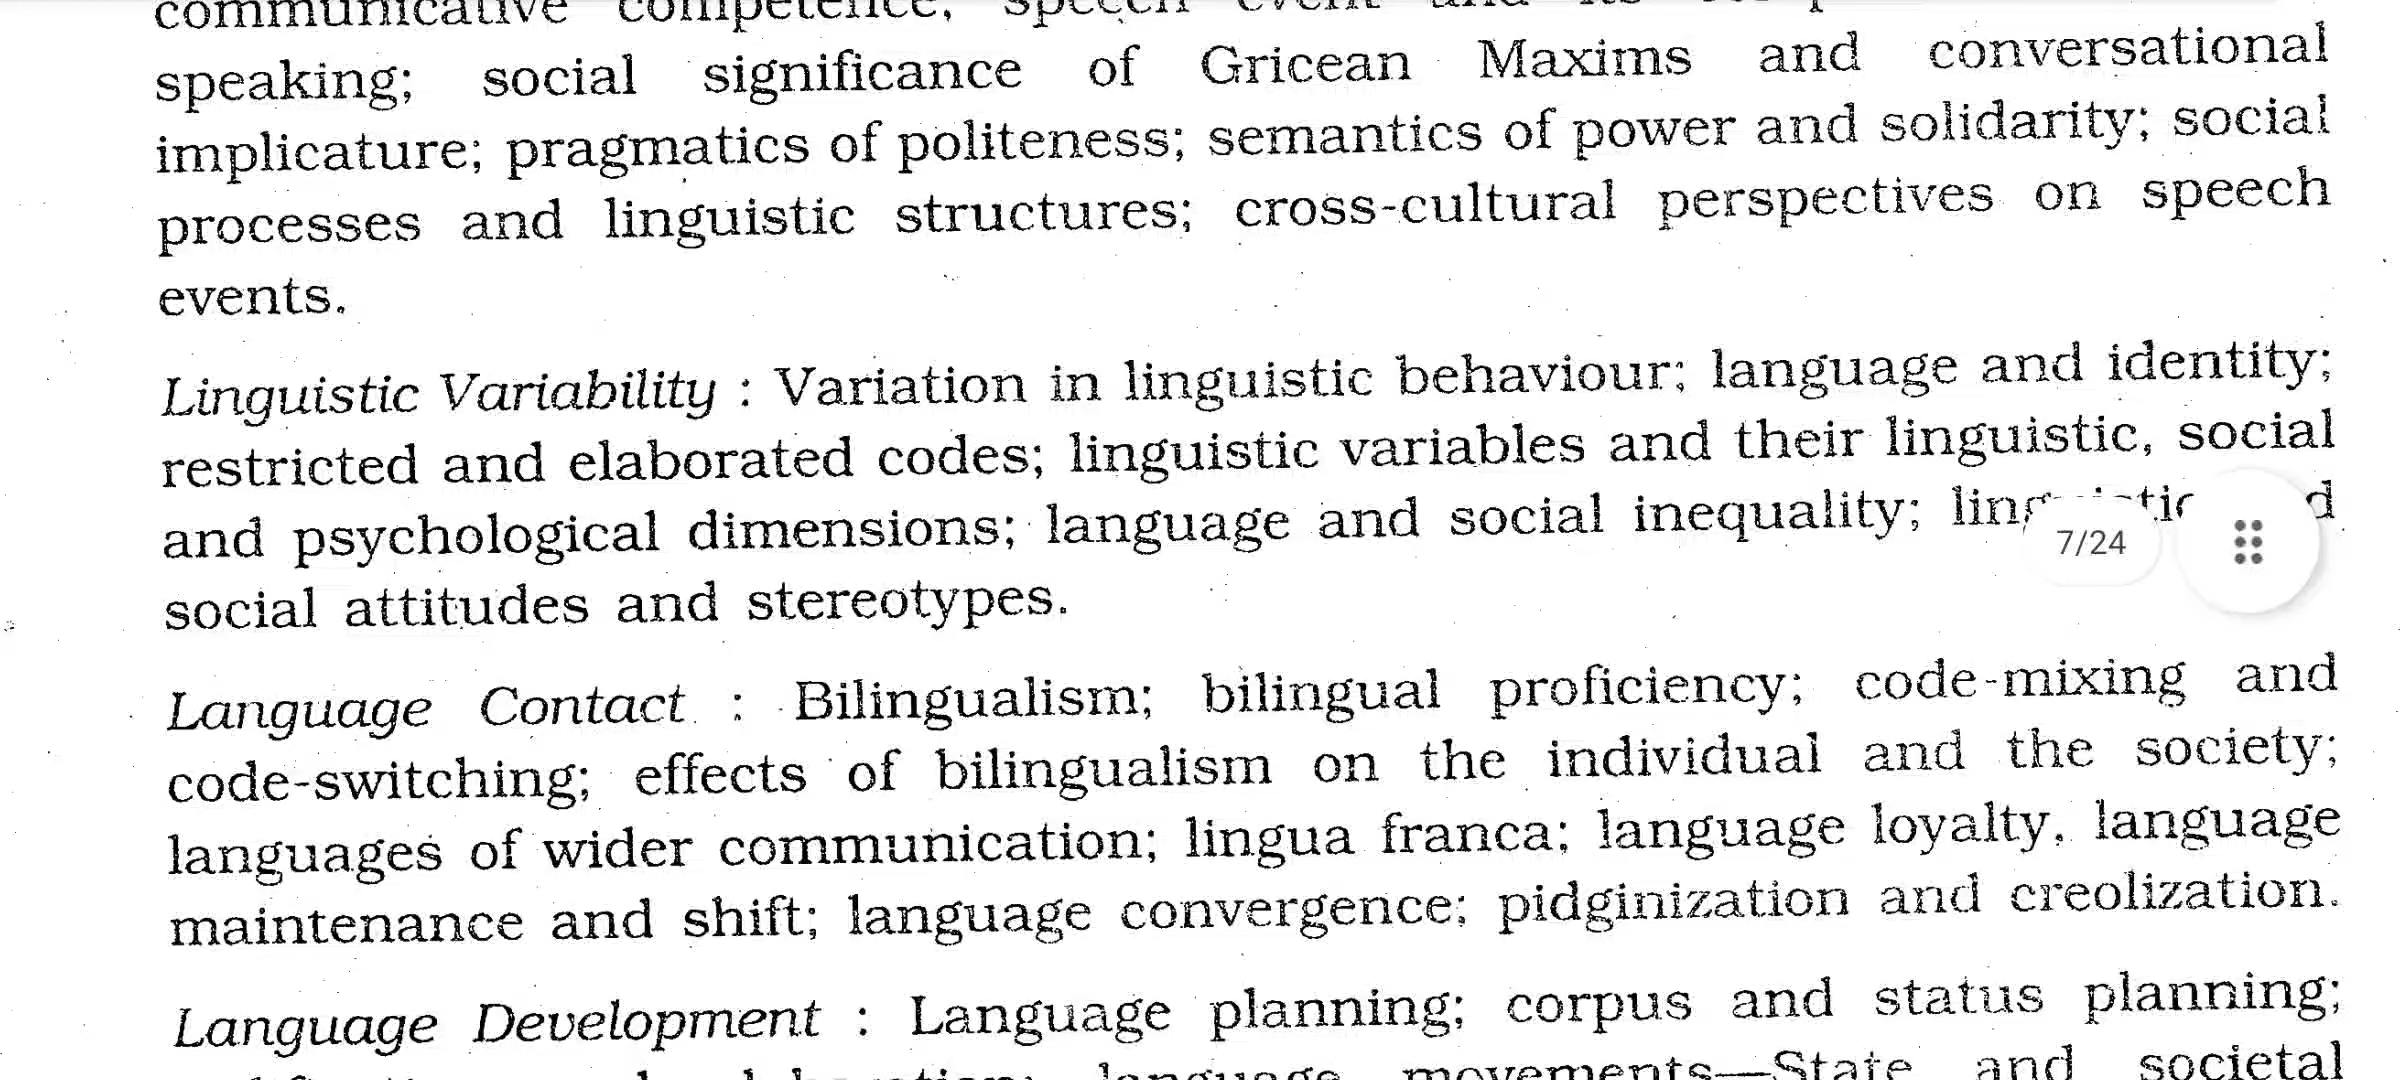 communicative competence, speech event and its
speaking; social significance of Gricean Maxims and conversational
implicature; pragmatics of politeness; semantics of power and solidarity; social
processes and linguistic structures; cross-cultural perspectives on speech
events.
Linguistic Variability : Variation in linguistic behaviour; language and identity;
restricted and elaborated codes; linguistic variables and their linguistic, social
and psychological dimensions; language and social inequality;
7/24
social attitudes and stereotypes.
Language Contact : Bilingualism; bilingual proficiency; code-mixing and
code-switching; effects of bilingualism on the individual and the society;
languages of wider communication; lingua franca; language loyalty, language
maintenance and shift; language convergence; pidginization and creolization.
Language Development : Language planning; corpus and status planning;
language movements—State and societal